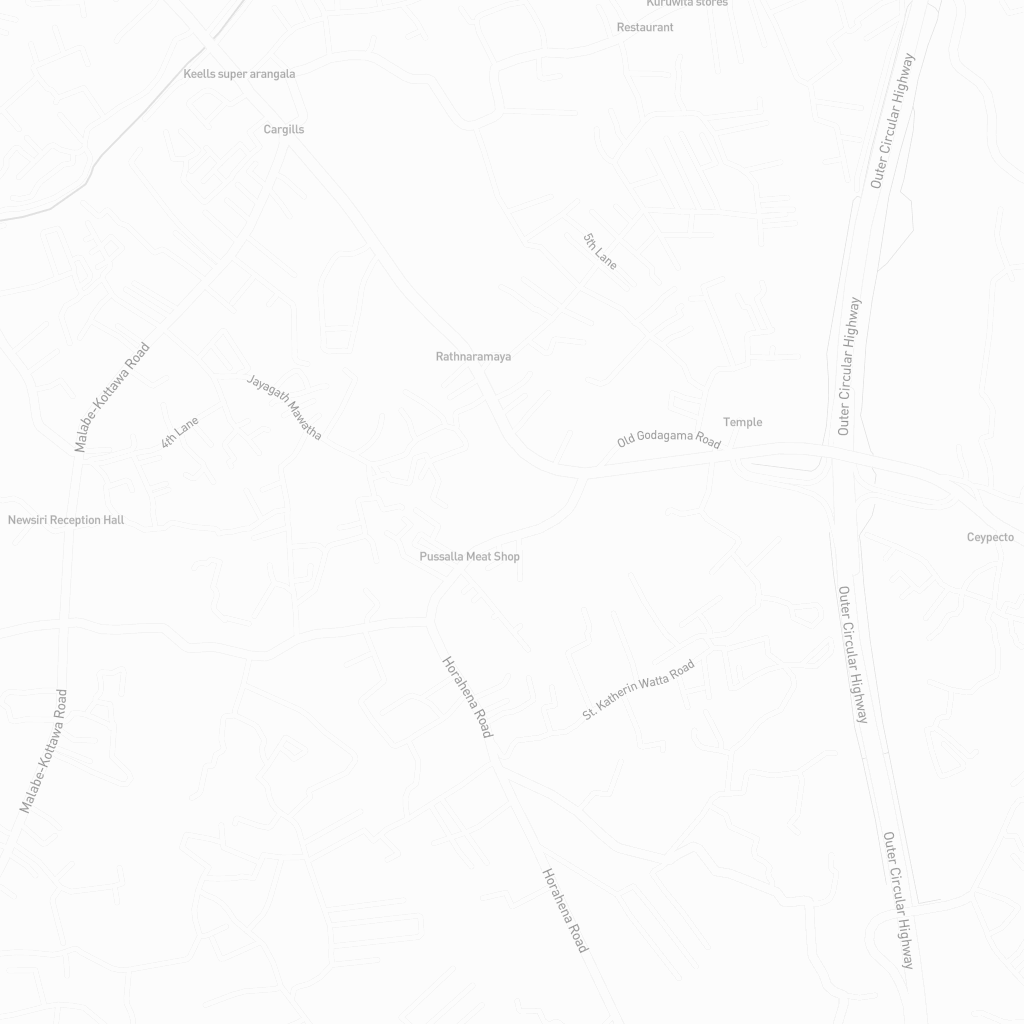 Kuruwita stores
Restaurant
Keells super arangala
Outer Circular Highway
Cargills
5th Lane
Outer Circular Highway
Rathnaramaya
Malabe-Kottawa Road
Jayagath Mawatha
4th Lane
Temple
Old Godagama Road
Newsiri Reception Hall
Ceypecto
Pussalla Meat Shop
Outer Circular Highway
Horahena Road
St. Katherin Watta Road
Malabe-Kottawa Road
Outer Circular Highway
Horahena Road